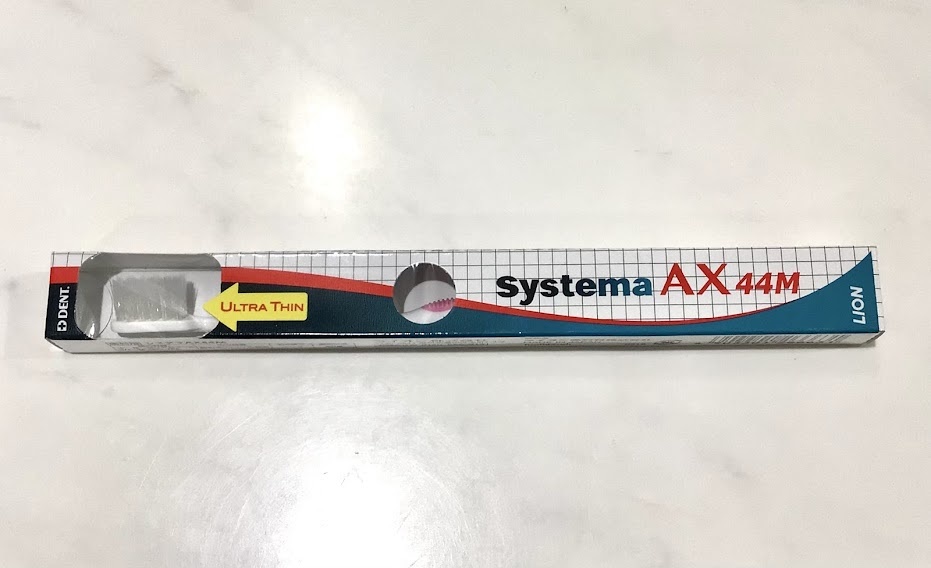 DENT.
ULTRA THIN
Systema AX 44M
LION